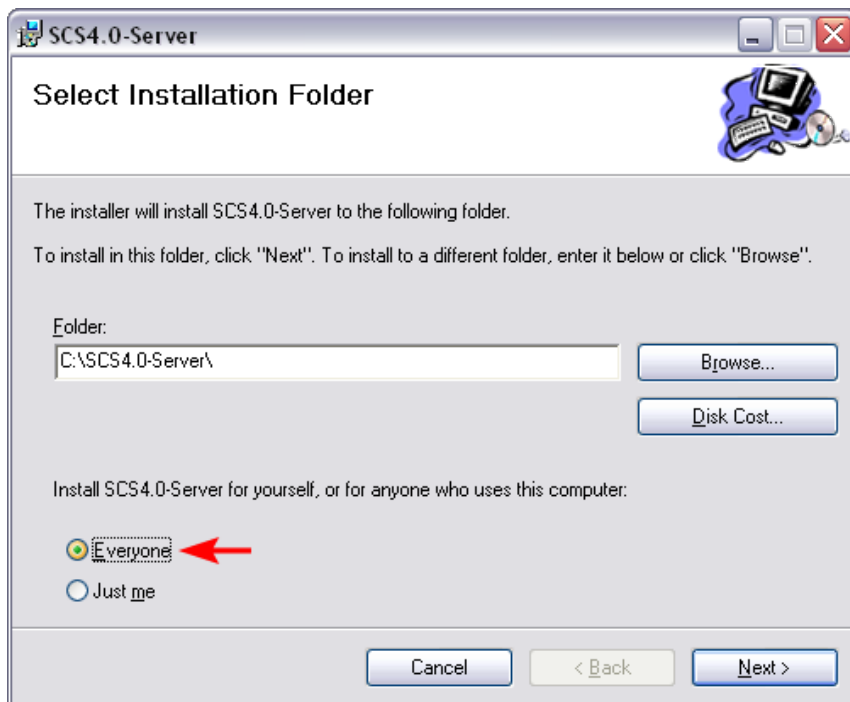 SCS4.0-Server
Select Installation Folder
The installer will install SCS4.0-Server to the following folder.
To install in this folder, click "Next". To install to a different folder, enter it below or click "Browse".
Folder:
C:\SCS4.0-Server\
Browse...
Disk Cost...
Install SCS4.0-Server for yourself, or for anyone who uses this computer:
Everyone
Just me
Cancel
< Back
Next >